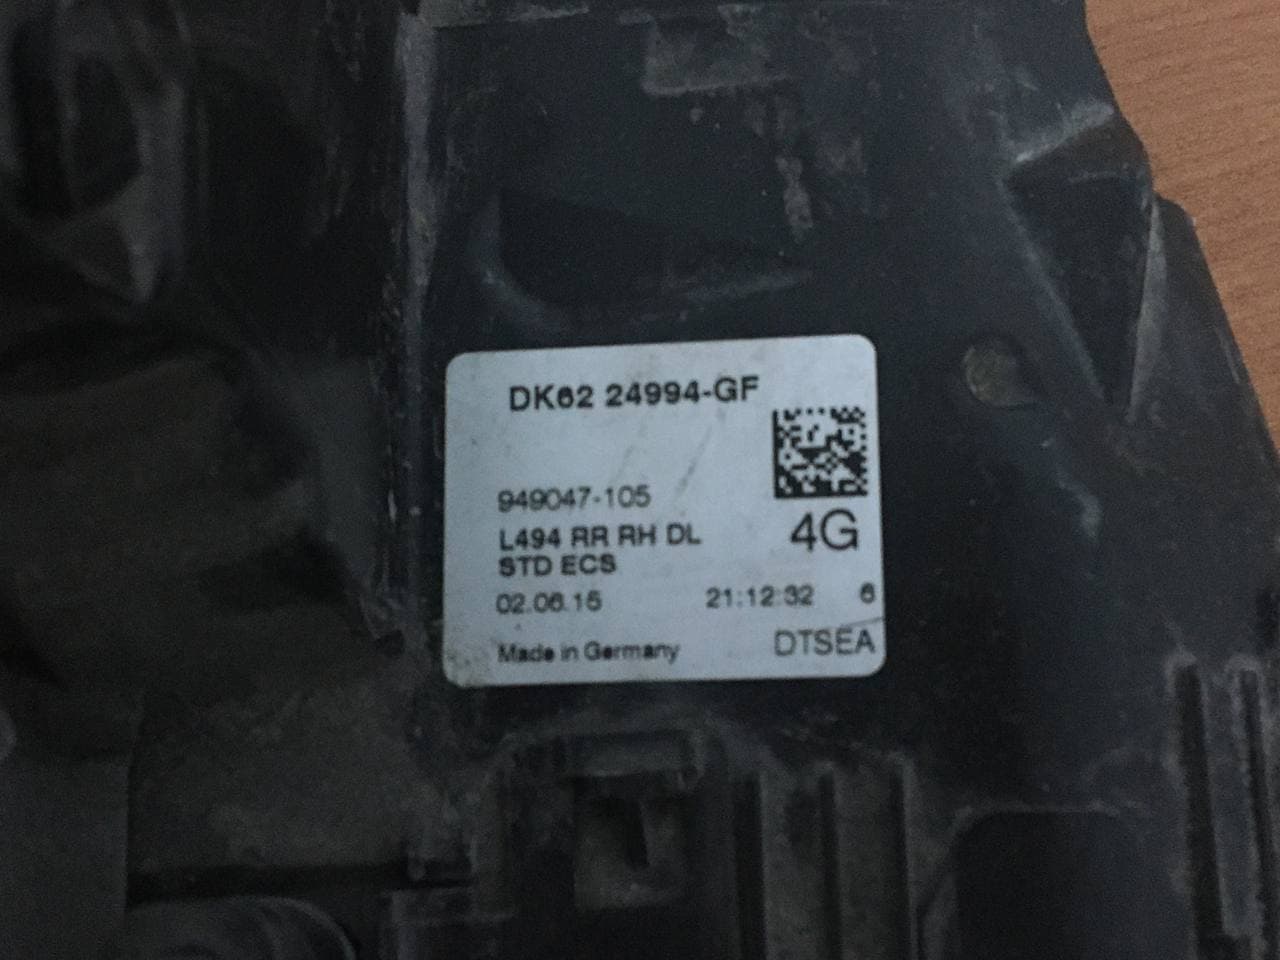 DK62 24994-GF
949047-105
4G
L494 RR RH DL
STD ECS
02.06.15 21:12:32 6
Made in Germany DTSEA